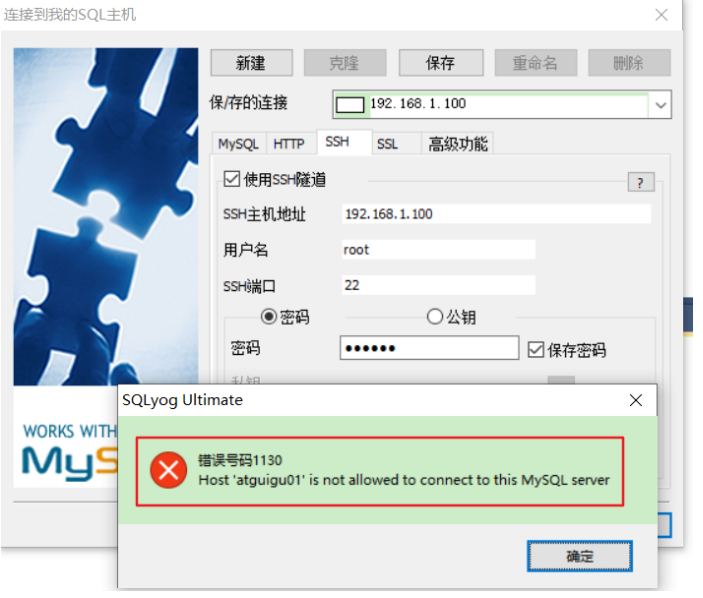 连接到我的SQL主机
新建
克隆
保存
重命名
删除
保/存的连接
192.168.1.100
MySQL
HTTP
SSH
SSL
高级功能
使用SSH隧道
?
SSH主机地址
192.168.1.100
用户名
root
SSH端口
22
密码
公钥
密码
●●●●●●
保存密码
私钥
WORKS WITH
MyS
SQLyog Ultimate
错误号码1130
Host 'atguigu01' is not allowed to connect to this MySQL server
确定